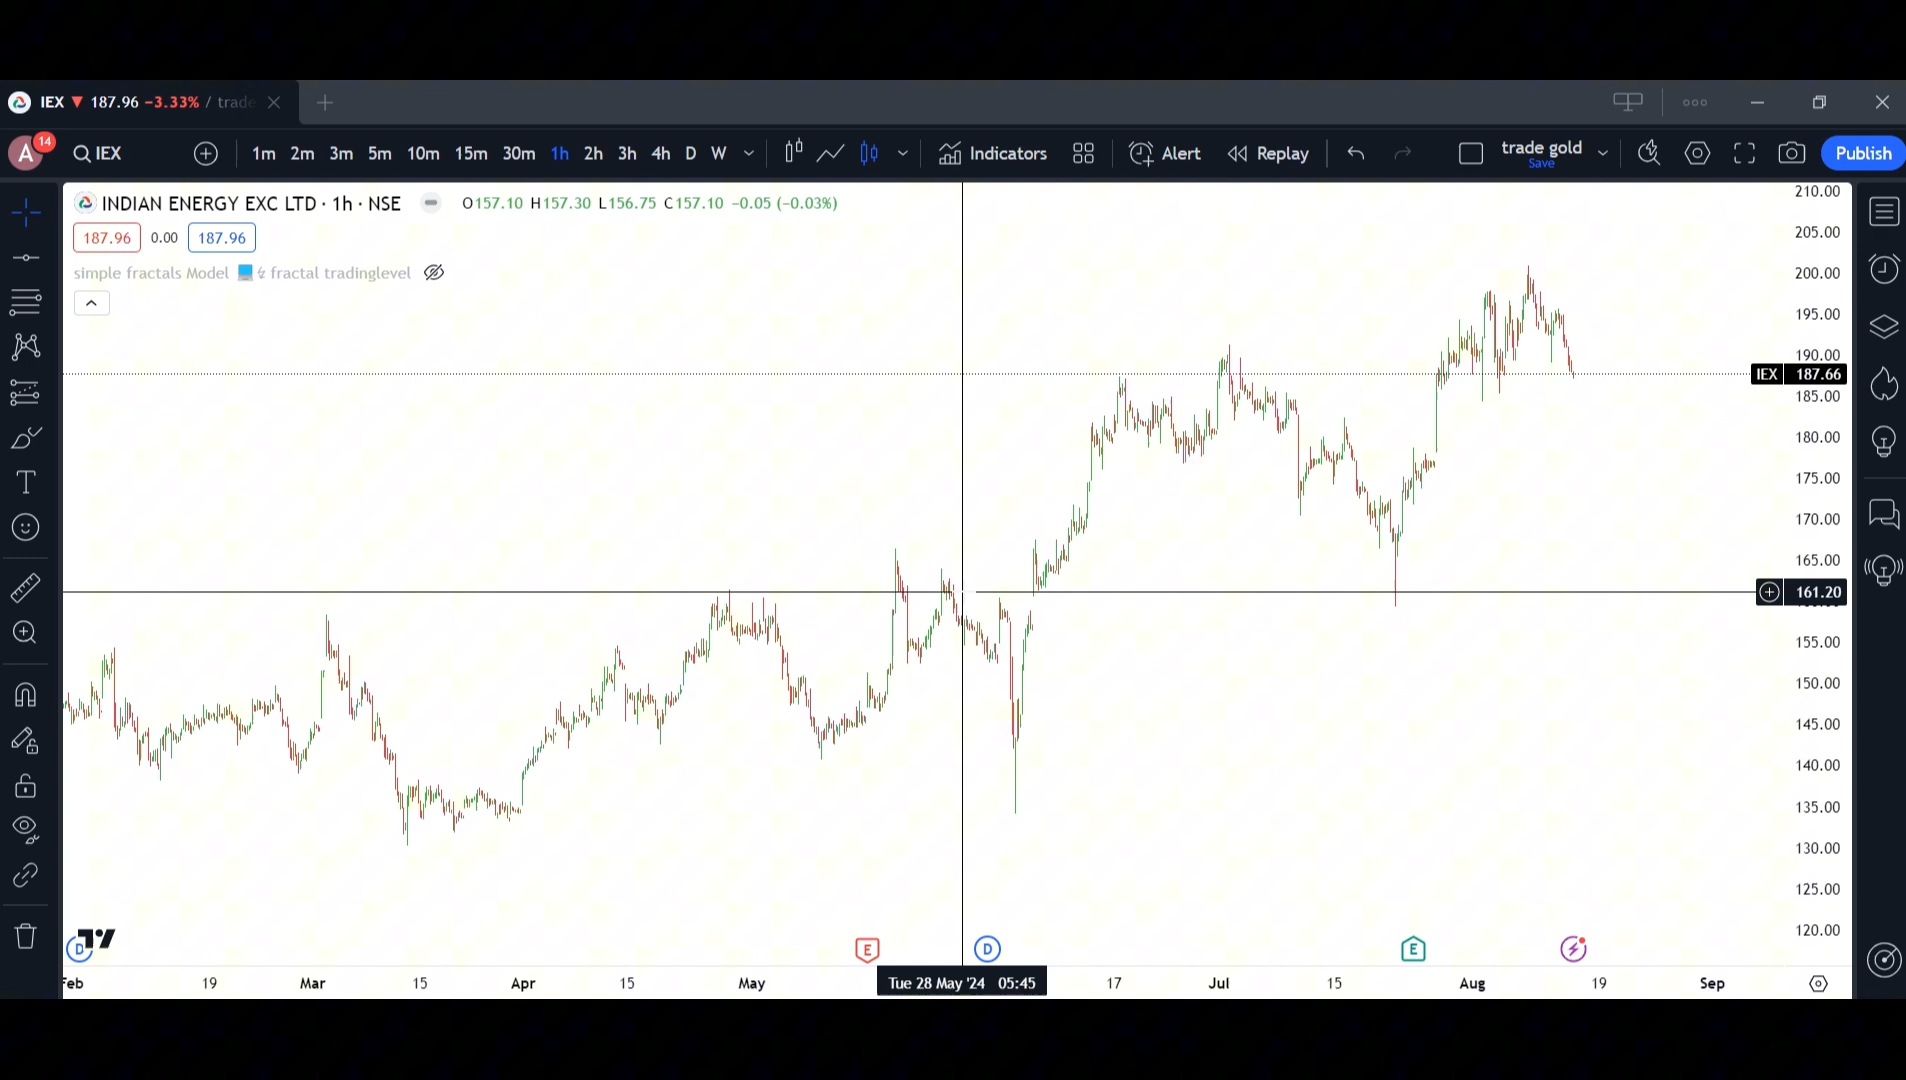 IEX ▼ 187.96 −3.33% / trade
A 14 IEX 1m 2m 3m 5m 10m 15m 30m 1h 2h 3h 4h D W Indicators Alert Replay trade gold Save Publish
INDIAN ENERGY EXC LTD · 1h · NSE O157.10 H157.30 L156.75 C157.10 −0.05 (−0.03%)
187.96 0.00 187.96
simple fractals Model fractal tradinglevel
210.00
205.00
200.00
195.00
190.00
IEX 187.66
185.00
180.00
175.00
170.00
165.00
161.20
155.00
150.00
145.00
140.00
135.00
130.00
125.00
120.00
D E D E
Feb 19 Mar 15 Apr 15 May Tue 28 May '24 05:45 17 Jul 15 Aug 19 Sep